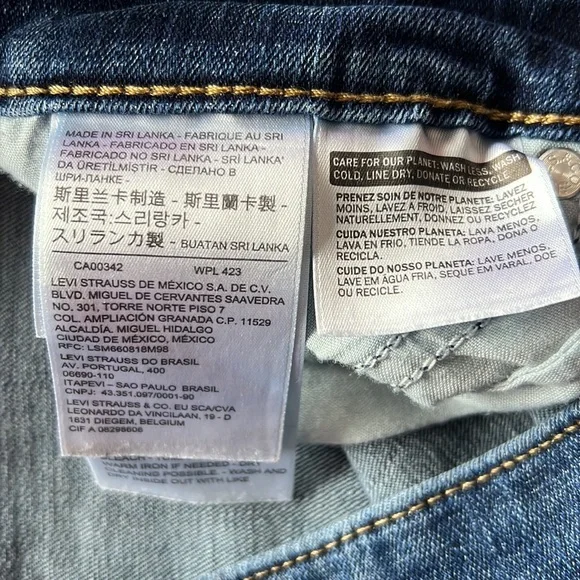 MADE IN SRI LANKA - FABRIQUE AU SRI
LANKA - FABRICADO EN SRI LANKA -
FABRICADO NO SRI LANKA - SRI LANKA'
DA ÜRETİLMİŞTİR - СДЕЛАНО В
ШРИ-ЛАНКЕ -
斯里兰卡制造 - 斯里蘭卡製 -
제조국:스리랑카 -
スリランカ製 - BUATAN SRI LANKA
CA00342 WPL 423
LEVI STRAUSS DE MÉXICO S.A. DE C.V.
BLVD. MIGUEL DE CERVANTES SAAVEDRA
NO. 301, TORRE NORTE PISO 7
COL. AMPLIACIÓN GRANADA C.P. 11529
ALCALDÍA MIGUEL HIDALGO
CIUDAD DE MÉXICO, MÉXICO
RFC: LSM660818M98
LEVI STRAUSS DO BRASIL
AV. PORTUGAL, 400
06690-110
ITAPEVI – SAO PAULO BRASIL
CNPJ: 43.351.097/0001-90
LEVI STRAUSS & CO. EU SCA/CVA
LEONARDO DA VINCILAAN, 19 - D
1831 DIEGEM, BELGIUM
CIF A 08298606
WARM IRON IF NEEDED - DRY
CLEANING POSSIBLE - WASH AND
DRY INSIDE OUT WITH LIKE
CARE FOR OUR PLANET: WASH LESS, WASH
COLD, LINE DRY, DONATE OR RECYCLE.
PRENEZ SOIN DE NOTRE PLANETE: LAVEZ
MOINS, LAVEZ A FROID, LAISSEZ SÉCHER
NATURELLEMENT, DONNEZ OU RECYCLEZ.
CUIDA NUESTRO PLANETA: LAVA MENOS,
LAVA EN FRIO, TIENDE LA ROPA, DONA O
RECICLA.
CUIDE DO NOSSO PLANETA: LAVE MENOS,
LAVE EM ÁGUA FRIA, SEQUE EM VARAL, DOE
OU RECICLE.